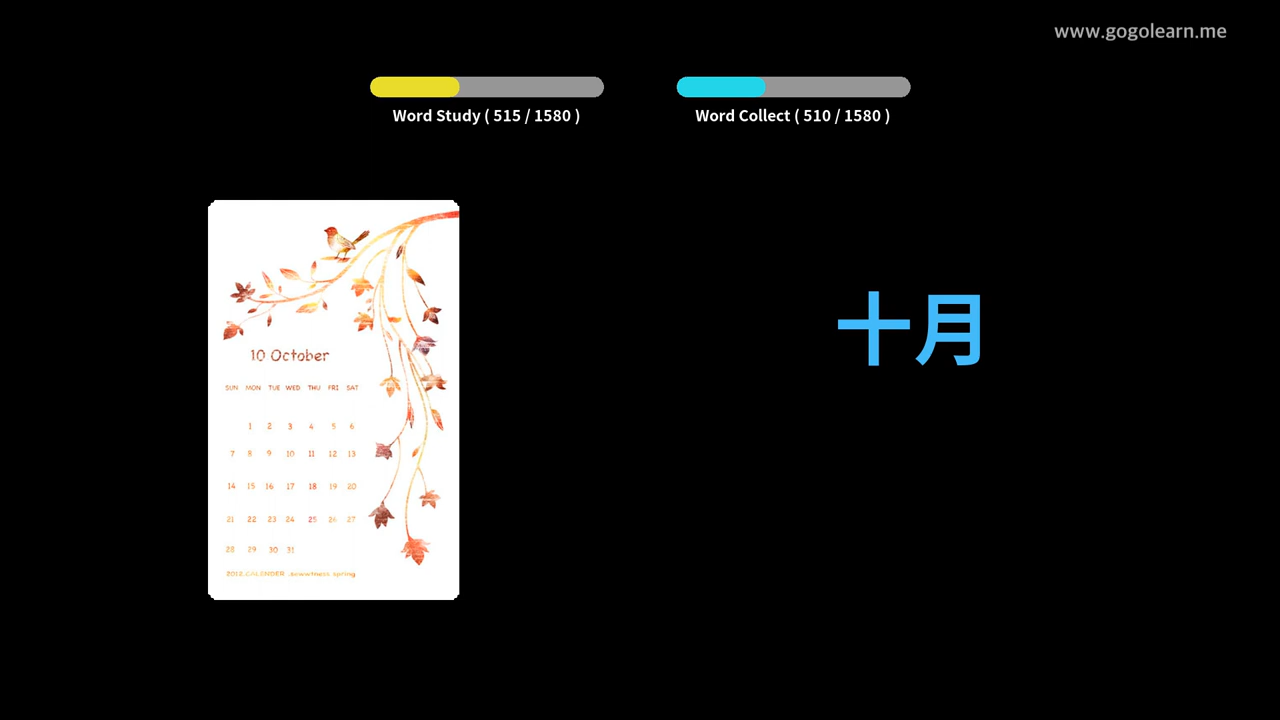 www.gogolearn.me
Word Study ( 515 / 1580 )
Word Collect ( 510 / 1580 )
十月
10 October
SUN MON TUE WED THU FRI SAT
1 2 3 4 5 6
7 8 9 10 11 12 13
14 15 16 17 18 19 20
21 22 23 24 25 26 27
28 29 30 31
2012.CALENDER